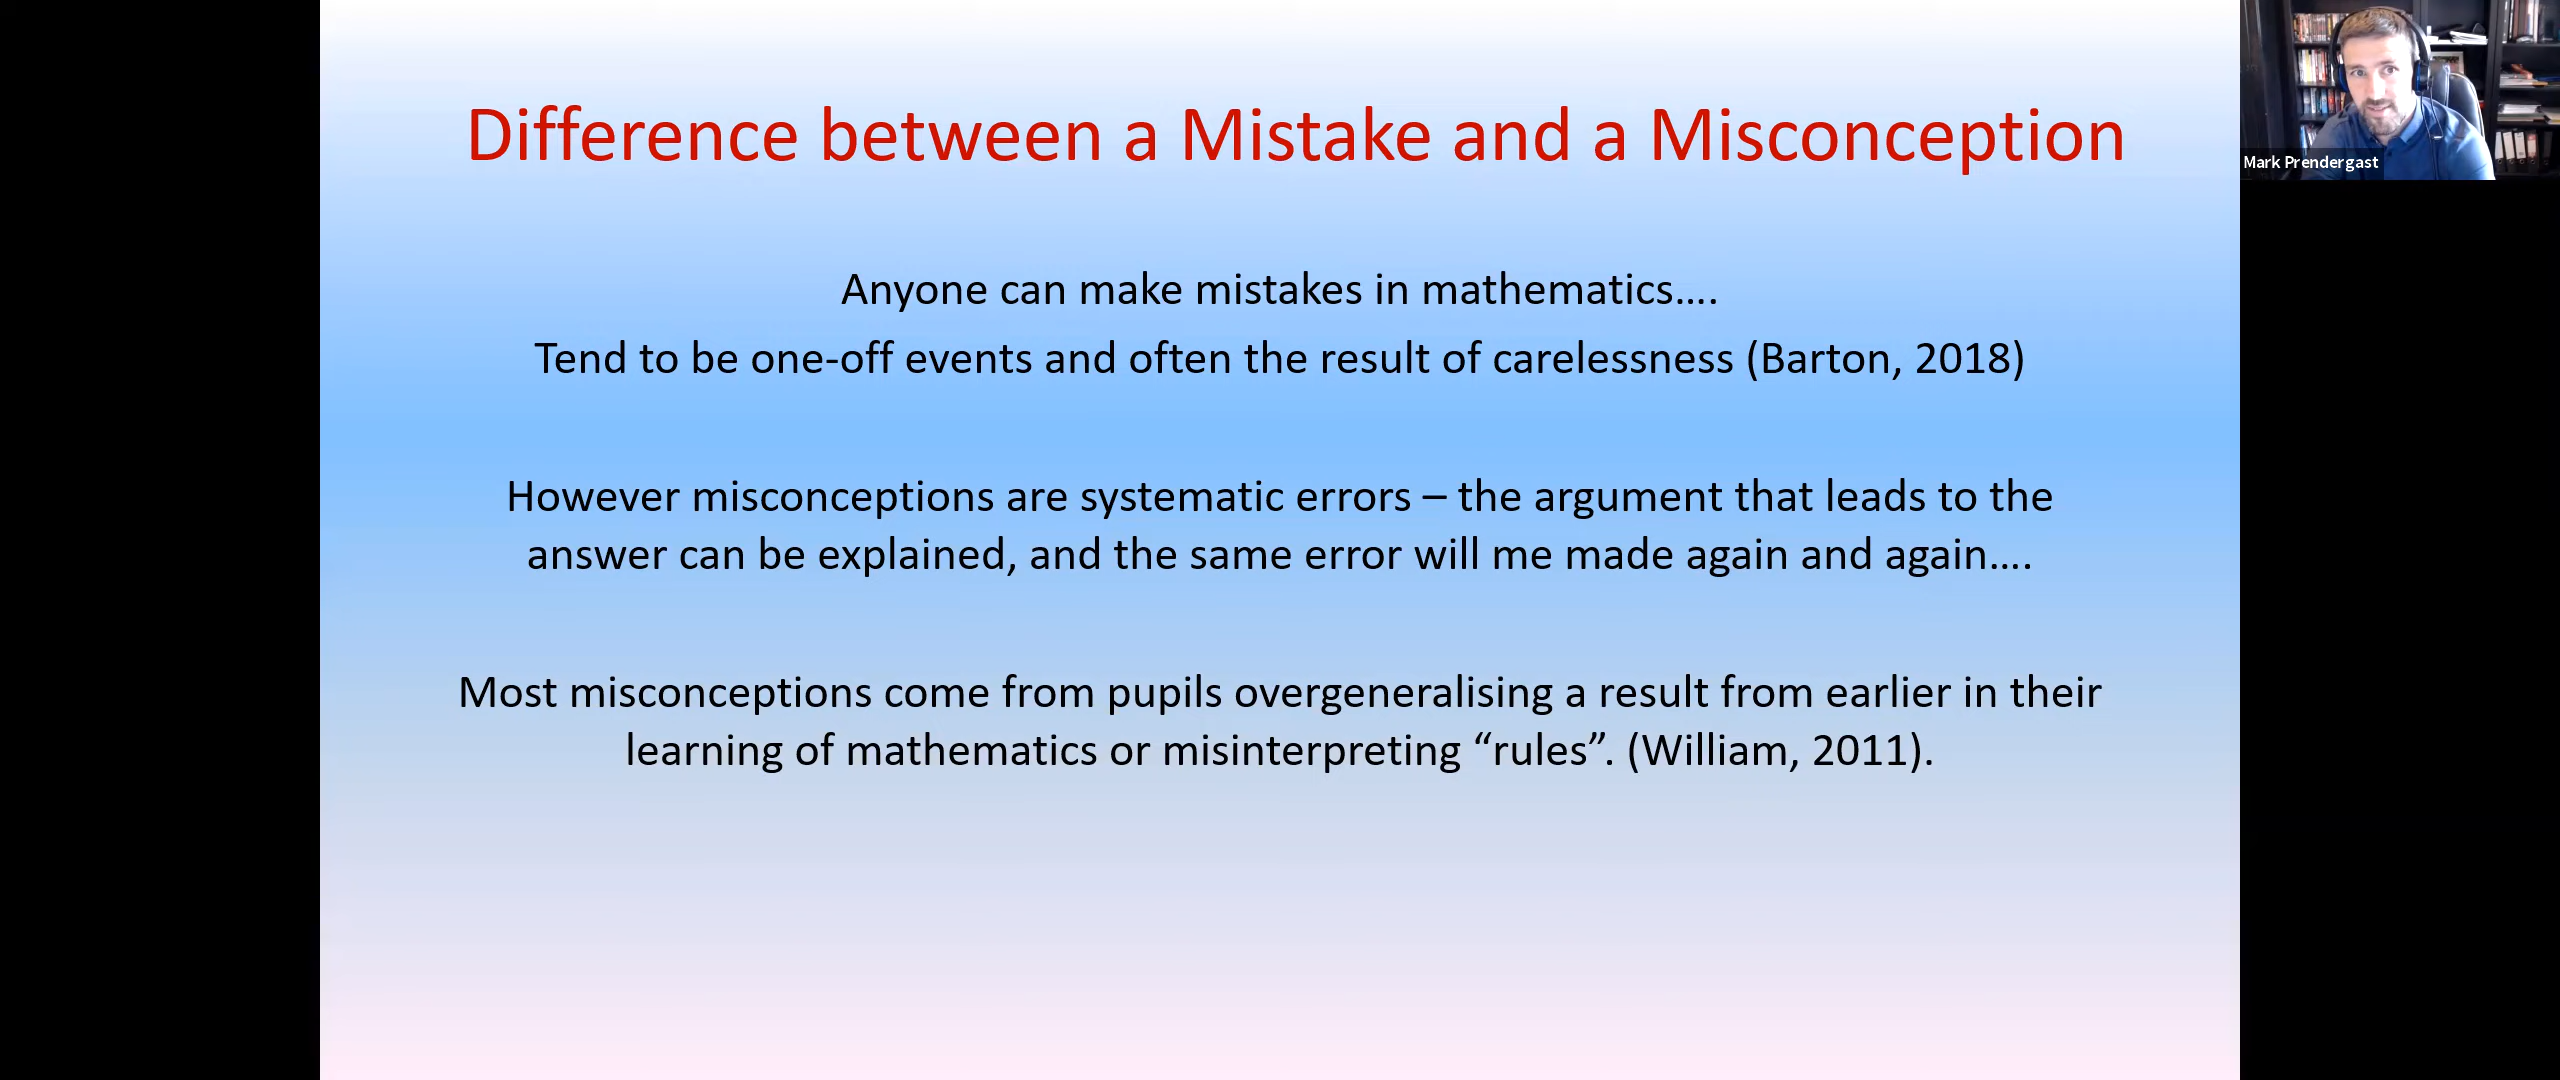 Difference between a Mistake and a Misconception
Mark Prendergast
Anyone can make mistakes in mathematics....
Tend to be one-off events and often the result of carelessness (Barton, 2018)
However misconceptions are systematic errors – the argument that leads to the
answer can be explained, and the same error will me made again and again....
Most misconceptions come from pupils overgeneralising a result from earlier in their
learning of mathematics or misinterpreting “rules”. (William, 2011).